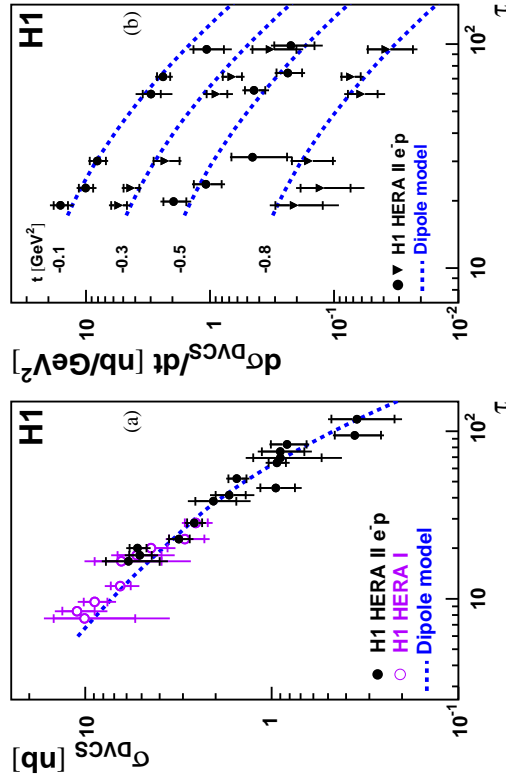 σDVCS [nb]
H1
(a)
10
1
10⁻¹
10
10²
τ
H1 HERA II e⁻p
H1 HERA I
Dipole model
dσDVCS/dt [nb/GeV²]
H1
(b)
t [GeV²]
-0.1
-0.3
-0.5
-0.8
10
1
10⁻¹
10⁻²
10
10²
τ
H1 HERA II e⁻p
Dipole model